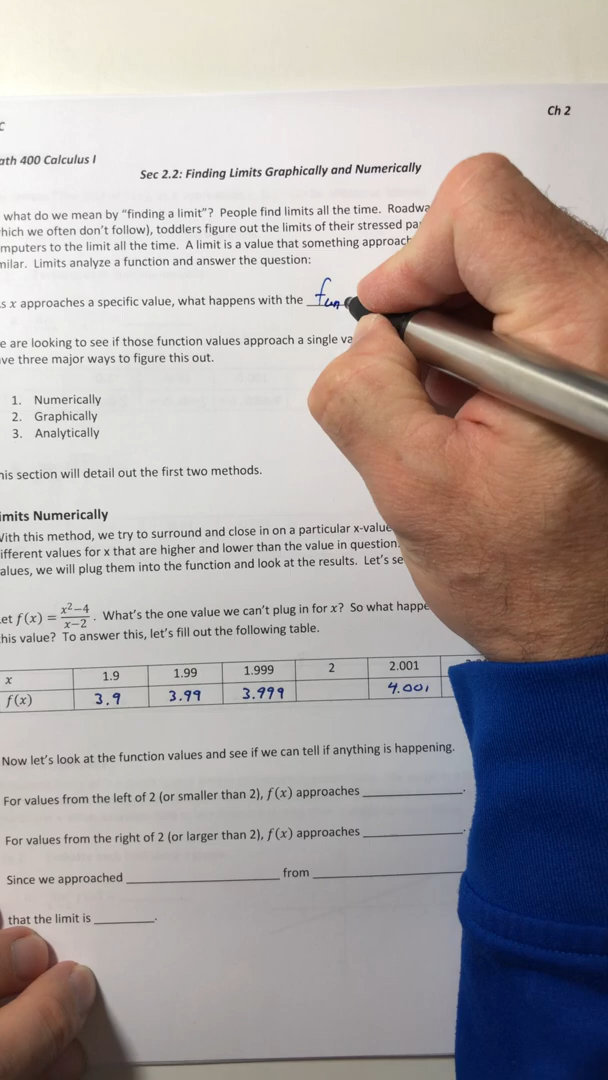 C
Ch 2
ath 400 Calculus I
Sec 2.2: Finding Limits Graphically and Numerically
what do we mean by “finding a limit”? People find limits all the time. Roadwa
hich we often don’t follow), toddlers figure out the limits of their stressed pa
mputers to the limit all the time. A limit is a value that something approach
milar. Limits analyze a function and answer the question:
s x approaches a specific value, what happens with the fun
e are looking to see if those function values approach a single va
ave three major ways to figure this out.
1. Numerically
2. Graphically
3. Analytically
his section will detail out the first two methods.
imits Numerically
With this method, we try to surround and close in on a particular x-value
ifferent values for x that are higher and lower than the value in question.
alues, we will plug them into the function and look at the results. Let’s se
Let f(x) = x²−4/x−2. What’s the one value we can’t plug in for x? So what happe
his value? To answer this, let’s fill out the following table.
x 1.9 1.99 1.999 2 2.001
f(x) 3.9 3.99 3.999 4.001
Now let’s look at the function values and see if we can tell if anything is happening.
For values from the left of 2 (or smaller than 2), f(x) approaches ________.
For values from the right of 2 (or larger than 2), f(x) approaches ________.
Since we approached ________ from ________
that the limit is ________.